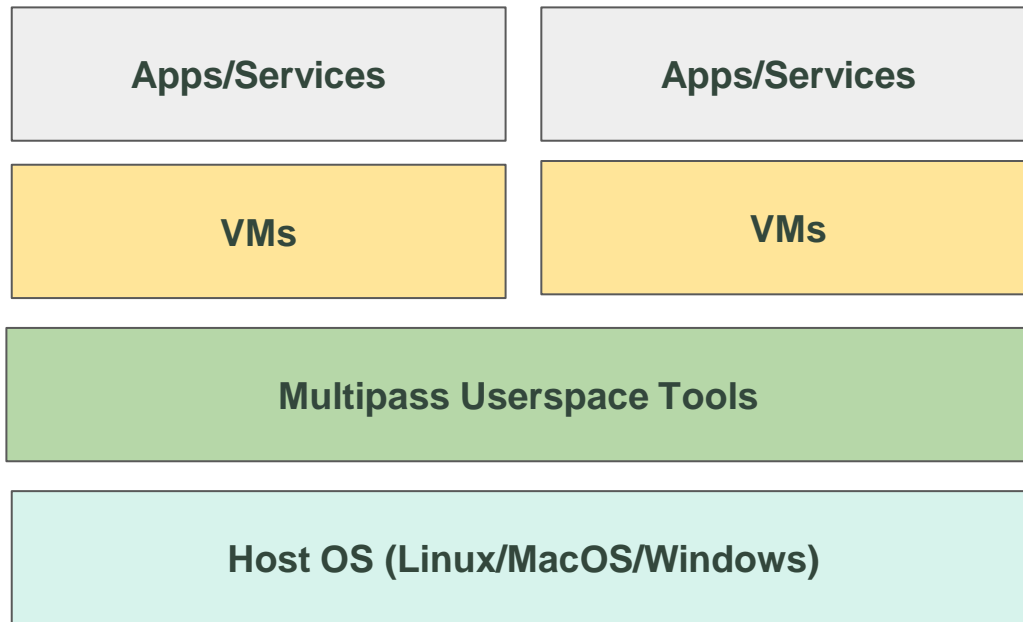 Apps/Services
Apps/Services
VMs
VMs
Multipass Userspace Tools
Host OS (Linux/MacOS/Windows)